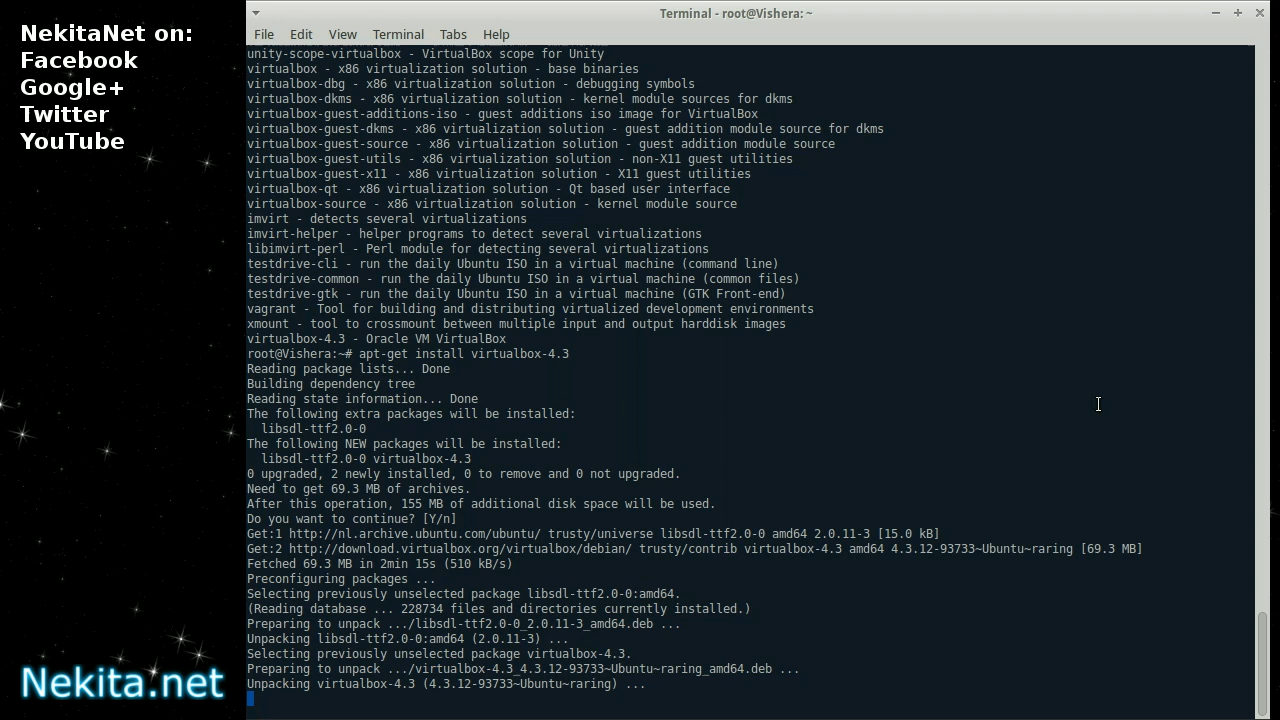 NekitaNet on:
Facebook
Google+
Twitter
YouTube
Nekita.net
Terminal - root@Vishera: ~
File Edit View Terminal Tabs Help
unity-scope-virtualbox - VirtualBox scope for Unity
virtualbox - x86 virtualization solution - base binaries
virtualbox-dbg - x86 virtualization solution - debugging symbols
virtualbox-dkms - x86 virtualization solution - kernel module sources for dkms
virtualbox-guest-additions-iso - guest additions iso image for VirtualBox
virtualbox-guest-dkms - x86 virtualization solution - guest addition module source for dkms
virtualbox-guest-source - x86 virtualization solution - guest addition module source
virtualbox-guest-utils - x86 virtualization solution - non-X11 guest utilities
virtualbox-guest-x11 - x86 virtualization solution - X11 guest utilities
virtualbox-qt - x86 virtualization solution - Qt based user interface
virtualbox-source - x86 virtualization solution - kernel module source
imvirt - detects several virtualizations
imvirt-helper - helper programs to detect several virtualizations
libimvirt-perl - Perl module for detecting several virtualizations
testdrive-cli - run the daily Ubuntu ISO in a virtual machine (command line)
testdrive-common - run the daily Ubuntu ISO in a virtual machine (common files)
testdrive-gtk - run the daily Ubuntu ISO in a virtual machine (GTK Front-end)
vagrant - Tool for building and distributing virtualized development environments
xmount - tool to crossmount between multiple input and output harddisk images
virtualbox-4.3 - Oracle VM VirtualBox
root@Vishera:~# apt-get install virtualbox-4.3
Reading package lists... Done
Building dependency tree
Reading state information... Done
The following extra packages will be installed:
libsdl-ttf2.0-0
The following NEW packages will be installed:
libsdl-ttf2.0-0 virtualbox-4.3
0 upgraded, 2 newly installed, 0 to remove and 0 not upgraded.
Need to get 69.3 MB of archives.
After this operation, 155 MB of additional disk space will be used.
Do you want to continue? [Y/n]
Get:1 http://nl.archive.ubuntu.com/ubuntu/ trusty/universe libsdl-ttf2.0-0 amd64 2.0.11-3 [15.0 kB]
Get:2 http://download.virtualbox.org/virtualbox/debian/ trusty/contrib virtualbox-4.3 amd64 4.3.12-93733~Ubuntu~raring [69.3 MB]
Fetched 69.3 MB in 2min 15s (510 kB/s)
Preconfiguring packages ...
Selecting previously unselected package libsdl-ttf2.0-0:amd64.
(Reading database ... 228734 files and directories currently installed.)
Preparing to unpack .../libsdl-ttf2.0-0_2.0.11-3_amd64.deb ...
Unpacking libsdl-ttf2.0-0:amd64 (2.0.11-3) ...
Selecting previously unselected package virtualbox-4.3.
Preparing to unpack .../virtualbox-4.3_4.3.12-93733~Ubuntu~raring_amd64.deb ...
Unpacking virtualbox-4.3 (4.3.12-93733~Ubuntu~raring) ...